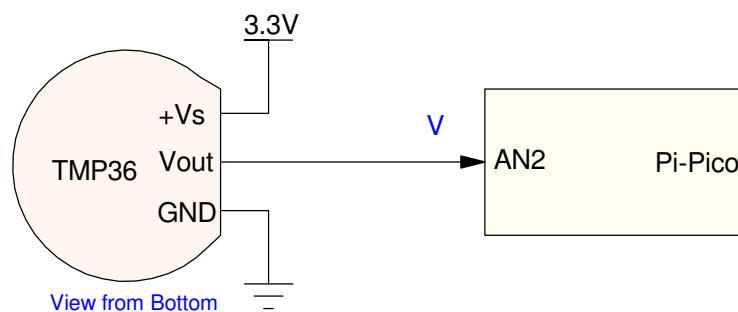 3.3V
+Vs
V
TMP36
Vout
AN2
Pi-Pico
GND
View from Bottom